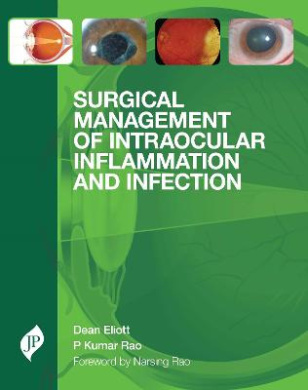 SURGICAL
MANAGEMENT
OF INTRAOCULAR
INFLAMMATION
AND INFECTION
Dean Eliott
P Kumar Rao
Foreword by Narsing Rao
JP